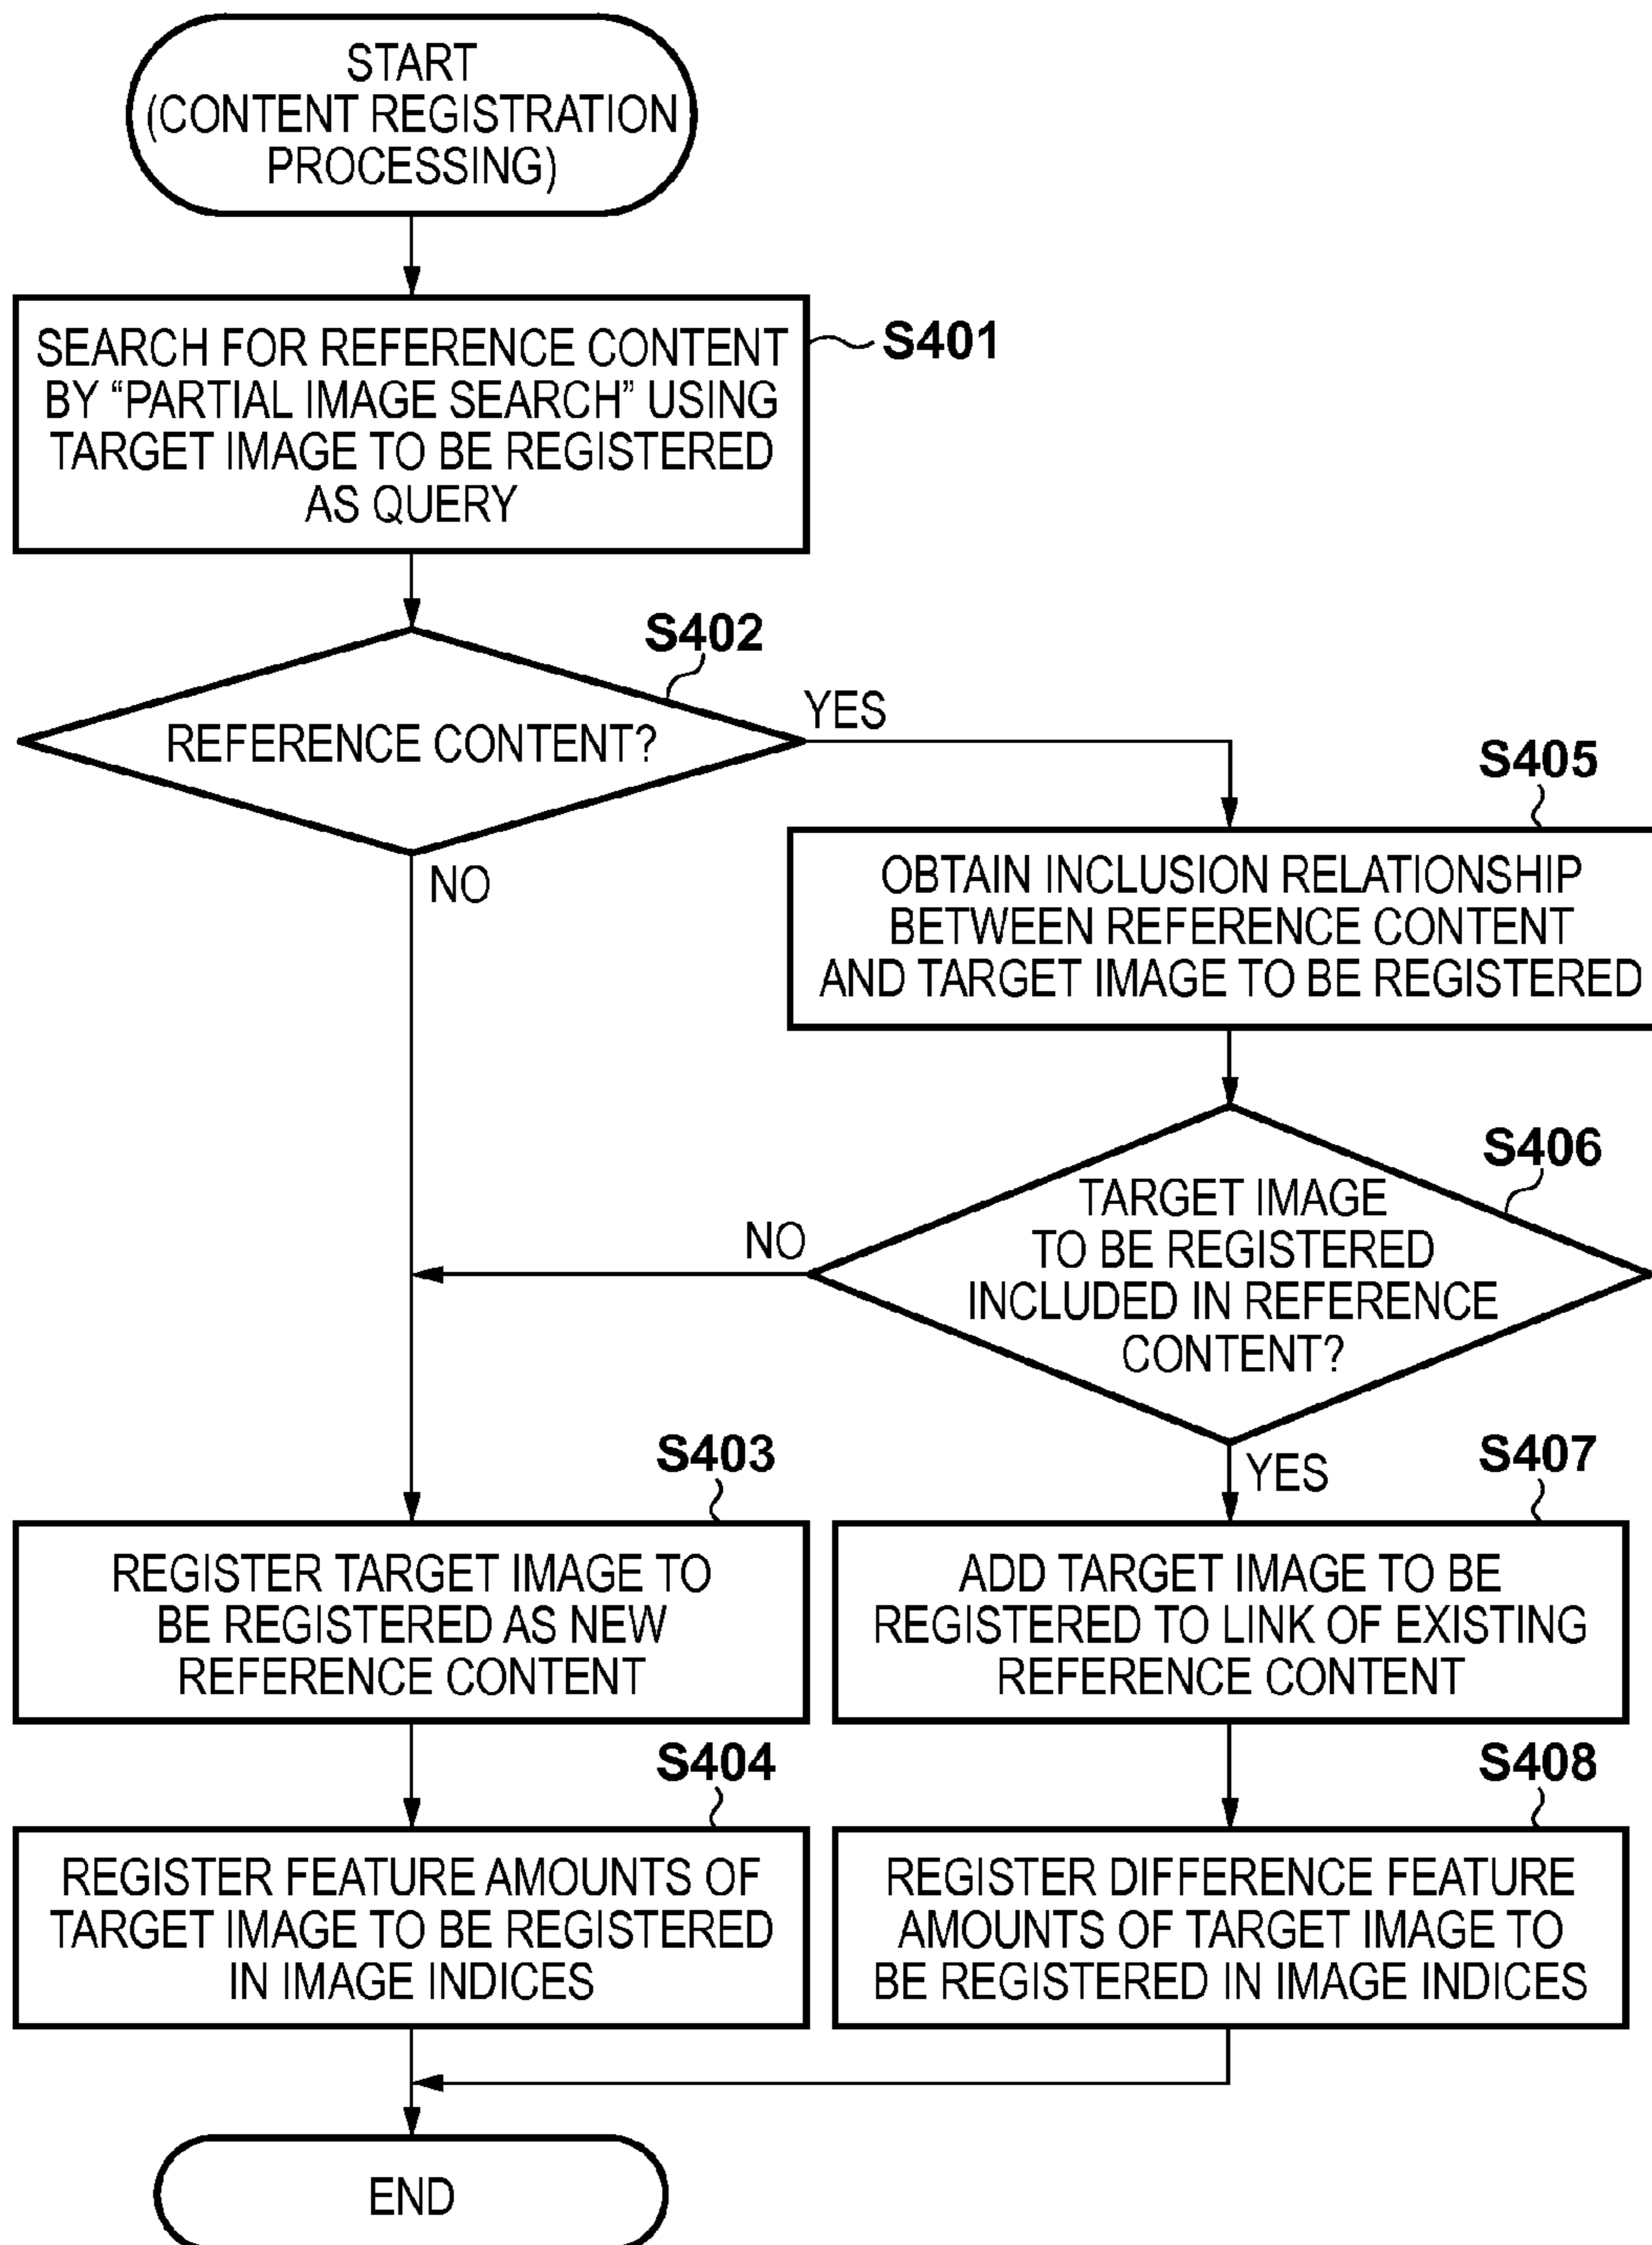 START
(CONTENT REGISTRATION
PROCESSING)
SEARCH FOR REFERENCE CONTENT
BY “PARTIAL IMAGE SEARCH” USING
TARGET IMAGE TO BE REGISTERED
AS QUERY
S401
S402
REFERENCE CONTENT?
YES
NO
S405
OBTAIN INCLUSION RELATIONSHIP
BETWEEN REFERENCE CONTENT
AND TARGET IMAGE TO BE REGISTERED
S406
TARGET IMAGE
TO BE REGISTERED
INCLUDED IN REFERENCE
CONTENT?
NO
YES
S403
REGISTER TARGET IMAGE TO
BE REGISTERED AS NEW
REFERENCE CONTENT
S407
ADD TARGET IMAGE TO BE
REGISTERED TO LINK OF EXISTING
REFERENCE CONTENT
S404
REGISTER FEATURE AMOUNTS OF
TARGET IMAGE TO BE REGISTERED
IN IMAGE INDICES
S408
REGISTER DIFFERENCE FEATURE
AMOUNTS OF TARGET IMAGE TO
BE REGISTERED IN IMAGE INDICES
END